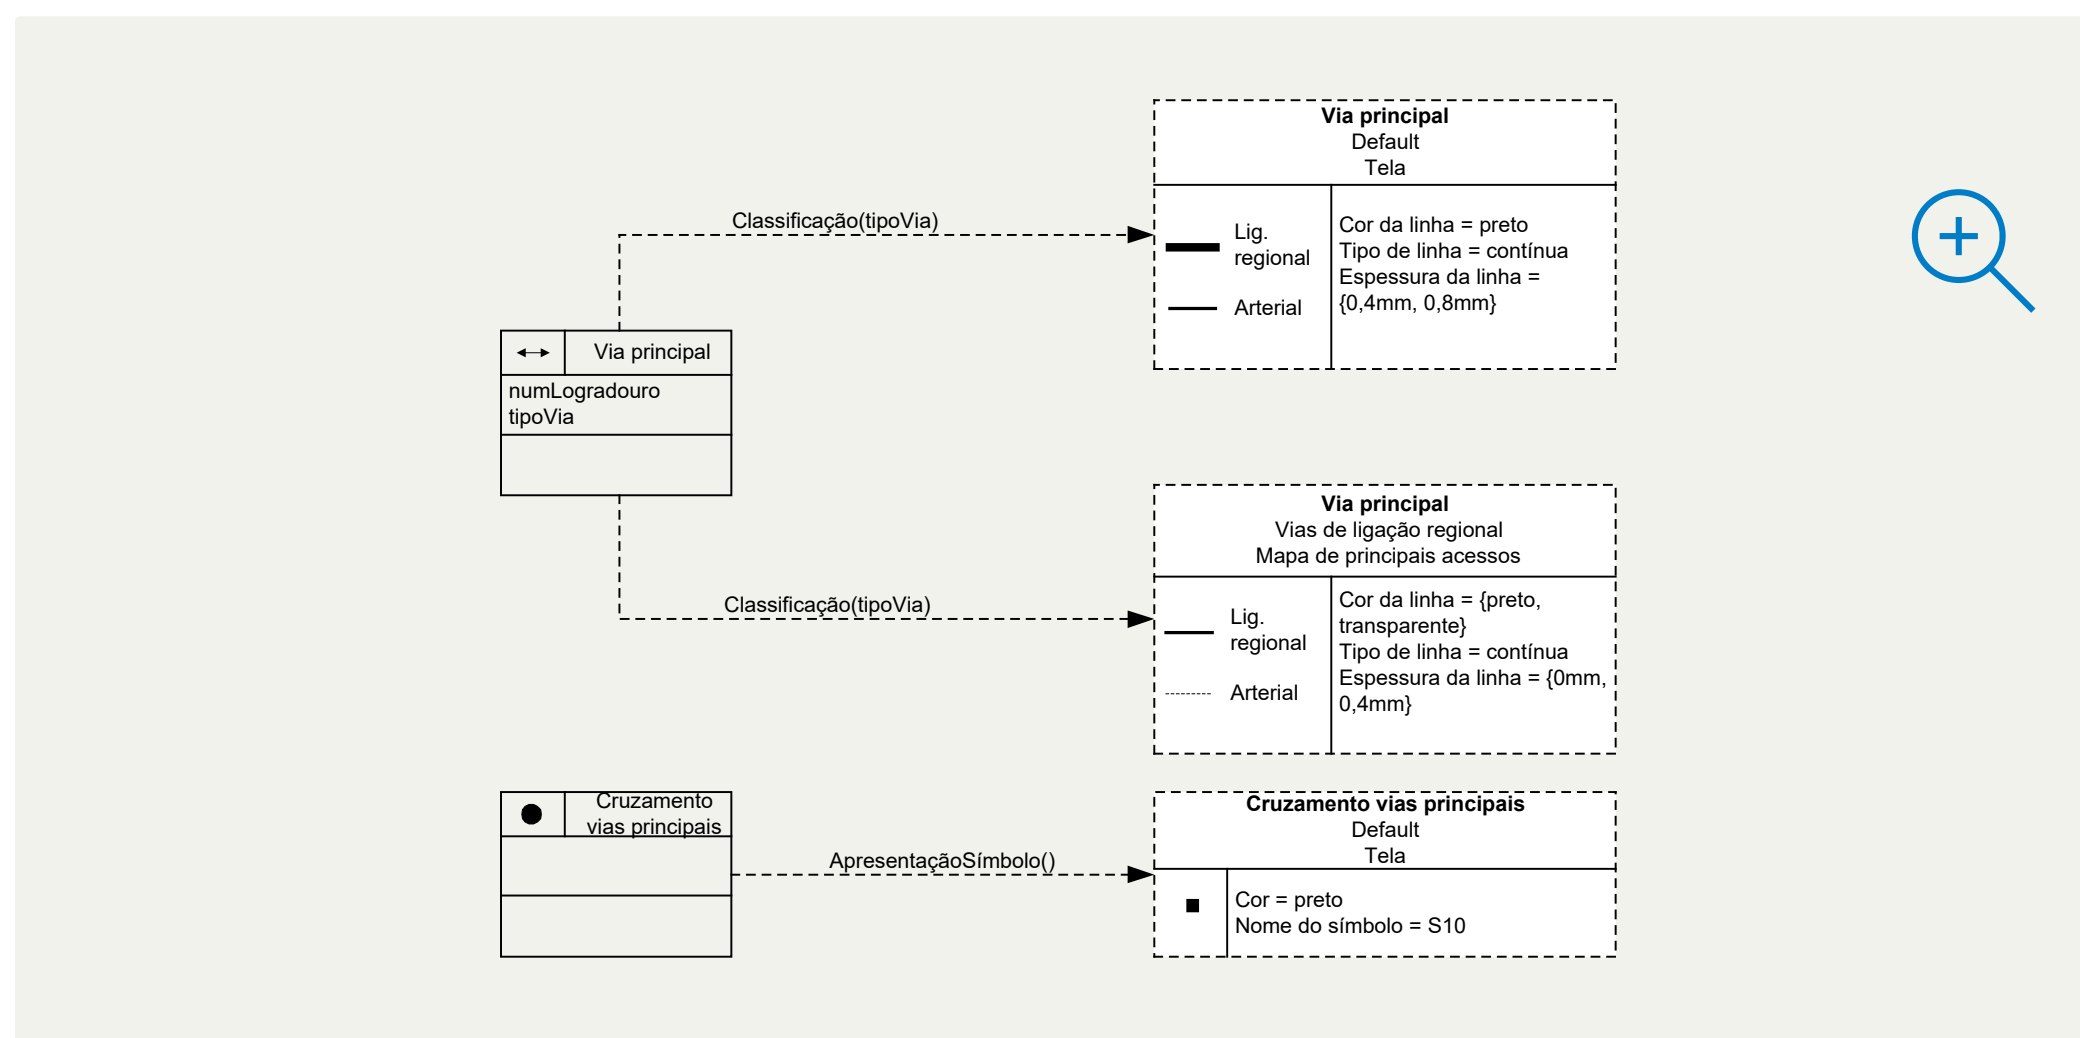 Via principal
Default
Tela
Classificação(tipoVia)
Lig.
regional
Arterial
Cor da linha = preto
Tipo de linha = contínua
Espessura da linha =
{0,4mm, 0,8mm}
Via principal
numLogradouro
tipoVia
Via principal
Vias de ligação regional
Mapa de principais acessos
Classificação(tipoVia)
Lig.
regional
Arterial
Cor da linha = {preto,
transparente}
Tipo de linha = contínua
Espessura da linha = {0mm,
0,4mm}
Cruzamento
vias principais
ApresentaçãoSímbolo()
Cruzamento vias principais
Default
Tela
Cor = preto
Nome do símbolo = S10